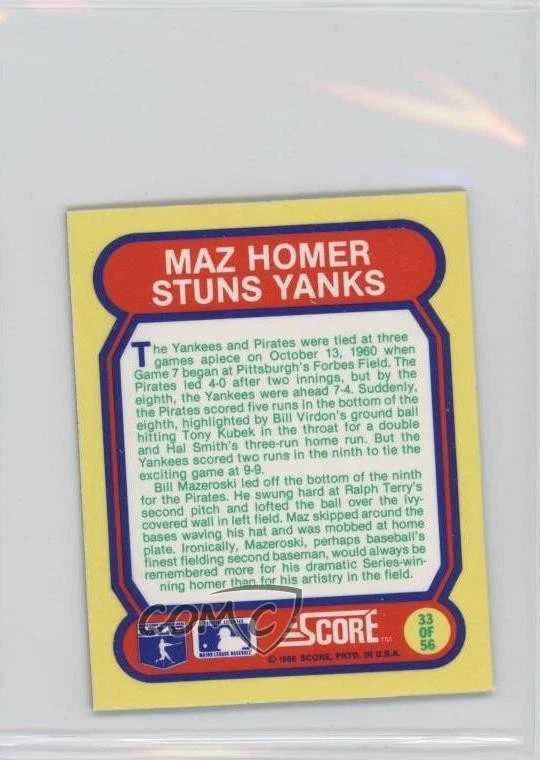 MAZ HOMER
STUNS YANKS
The Yankees and Pirates were tied at three
games apiece on October 13, 1960 when
Game 7 began at Pittsburgh's Forbes Field. The
Pirates led 4-0 after two innings, but by the
eighth, the Yankees were ahead 7-4. Suddenly,
the Pirates scored five runs in the bottom of the
eighth, highlighted by Bill Virdon's ground ball
hitting Tony Kubek in the throat for a double
and Hal Smith's three-run home run. But the
Yankees scored two runs in the ninth to tie the
exciting game at 9-9.
Bill Mazeroski led off the bottom of the ninth
for the Pirates. He swung hard at Ralph Terry's
second pitch and lofted the ball over the ivy-
covered wall in left field. Maz skipped around the
bases waving his hat and was mobbed at home
plate. Ironically, Mazeroski, perhaps baseball's
finest fielding second baseman, would always be
remembered more for his dramatic Series-win-
ning homer than for his artistry in the field.
COMC
MAJOR LEAGUE BASEBALL
SCORE TM
33
OF
56
© 1988 SCORE, PRTD. IN U.S.A.